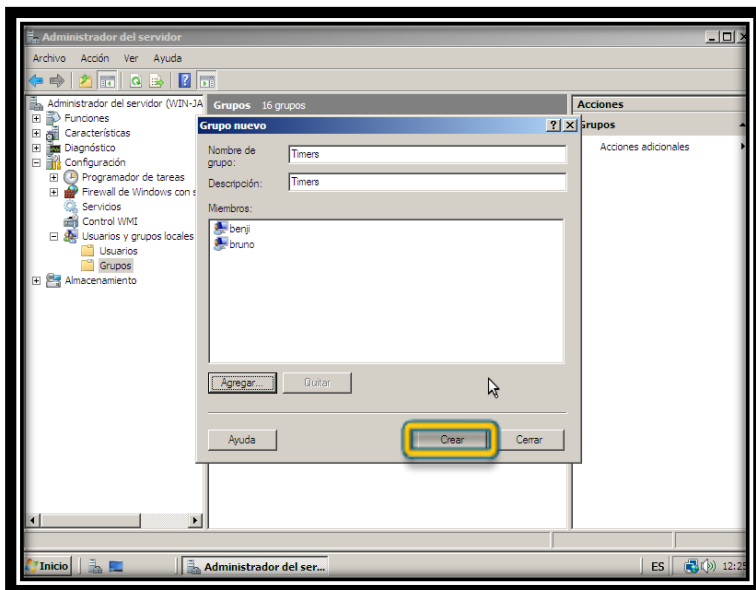 Administrador del servidor
Archivo Acción Ver Ayuda
Administrador del servidor (WIN-JA
Funciones
Características
Diagnóstico
Configuración
Programador de tareas
Firewall de Windows con s
Servicios
Control WMI
Usuarios y grupos locales
Usuarios
Grupos
Almacenamiento
Grupos 16 grupos
Grupo nuevo
Nombre de grupo: Timers
Descripción: Timers
Miembros:
benji
bruno
Agregar... Quitar
Ayuda Crear Cerrar
Acciones
Grupos
Acciones adicionales
Inicio Administrador del ser... ES 12:25